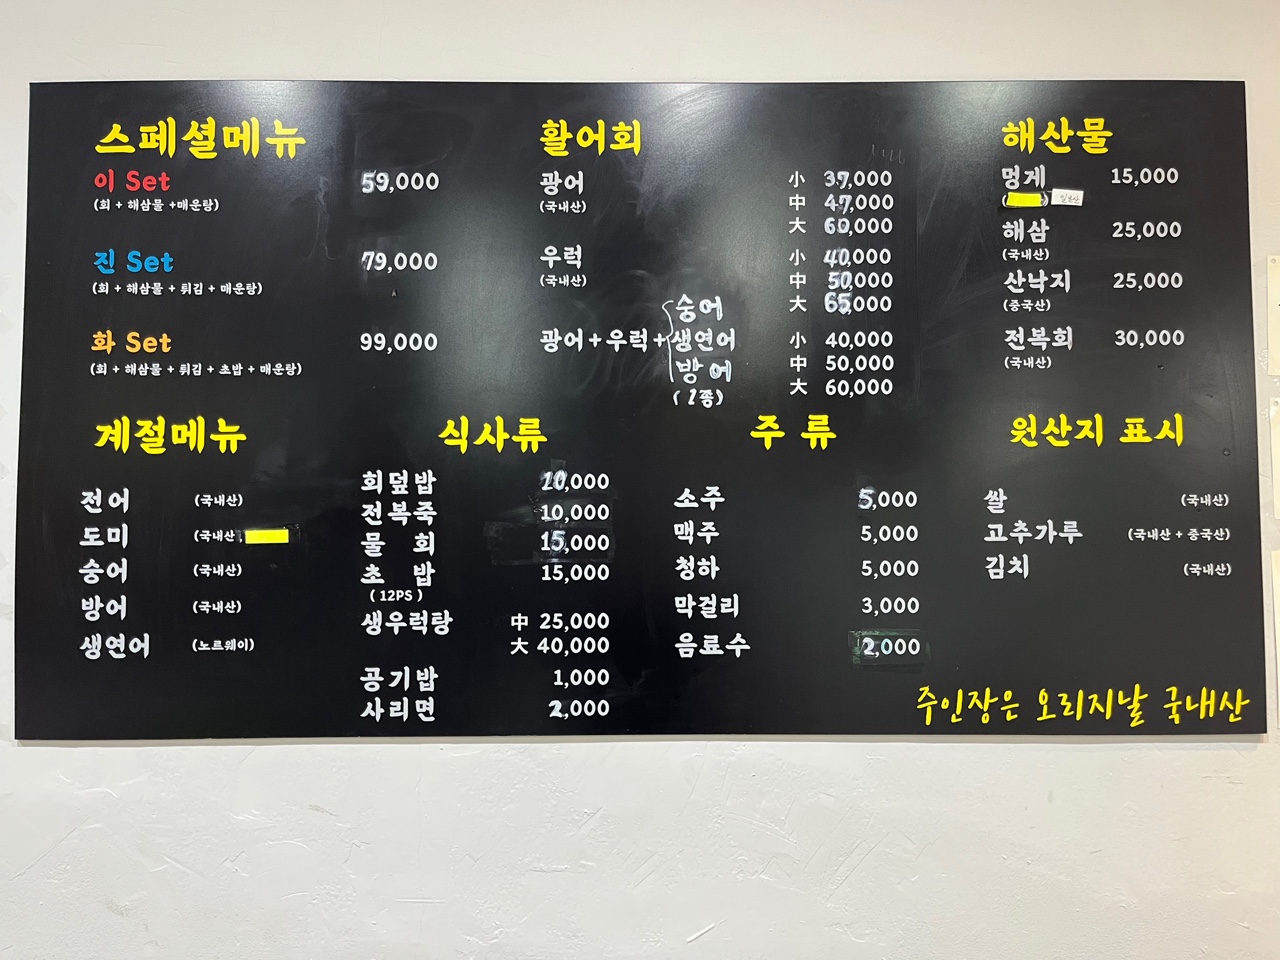 스페셜메뉴
이 Set 59,000
(회 + 해삼물 +매운탕)
진 Set 79,000
(회 + 해삼물 + 튀김 + 매운탕)
화 Set 99,000
(회 + 해삼물 + 튀김 + 초밥 + 매운탕)
활어회
광어 小 37,000
(국내산) 中 47,000
大 60,000
우럭 小 40,000
(국내산) 中 50,000
大 65,000
숭어
광어+우럭+생연어 小 40,000
방어 中 50,000
(1종) 大 60,000
해산물
멍게 15,000
일본산
해삼 25,000
(국내산)
산낙지 25,000
(중국산)
전복회 30,000
(국내산)
계절메뉴
전어 (국내산)
도미 (국내산
숭어 (국내산)
방어 (국내산)
생연어 (노르웨이)
식사류
회덮밥 10,000
전복죽 10,000
물 회 15,000
초 밥 15,000
(12PS)
생우럭탕 中 25,000
大 40,000
공기밥 1,000
사리면 2,000
주 류
소주 5,000
맥주 5,000
청하 5,000
막걸리 3,000
음료수 2,000
원산지 표시
쌀 (국내산)
고추가루 (국내산 + 중국산)
김치 (국내산)
주인장은 오리지날 국내산